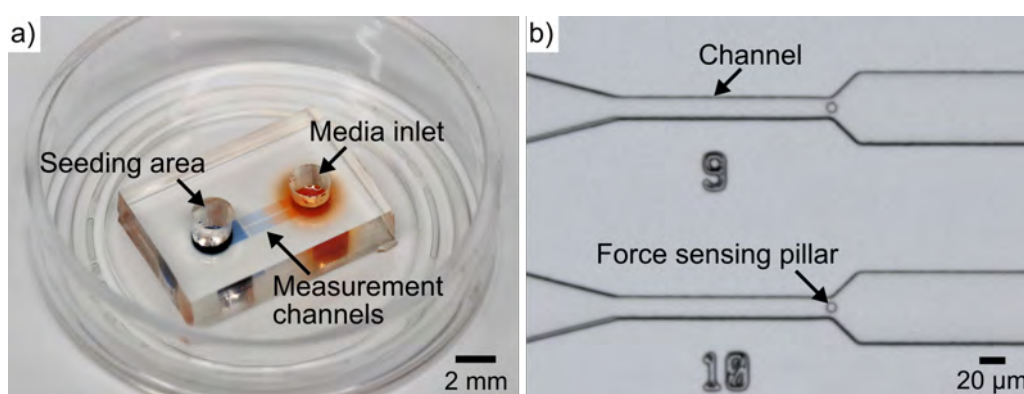 a)
Media inlet
Seeding area
Measurement
channels
2 mm
b)
Channel
9
Force sensing pillar
10
20 μm